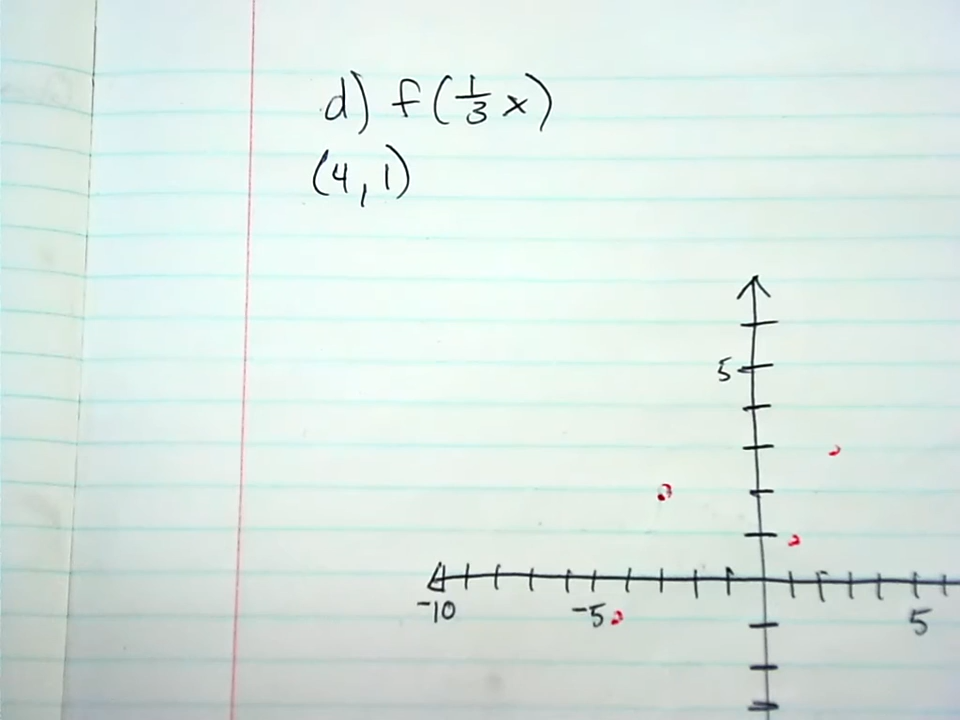 d) f(1/3 x)
(4, 1)
5
-10 -5 5